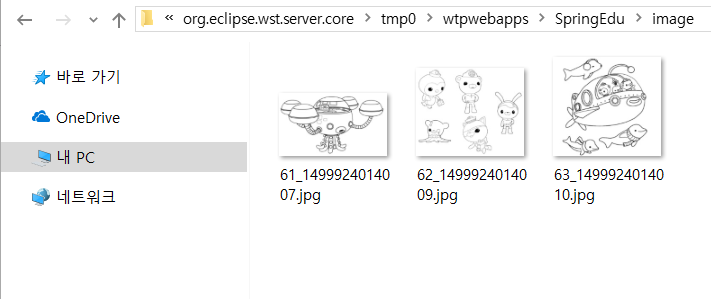 « org.eclipse.wst.server.core > tmp0 > wtpwebapps > SpringEdu > image
바로 가기
OneDrive
내 PC
네트워크
61_14999240140
07.jpg
62_14999240140
09.jpg
63_14999240140
10.jpg